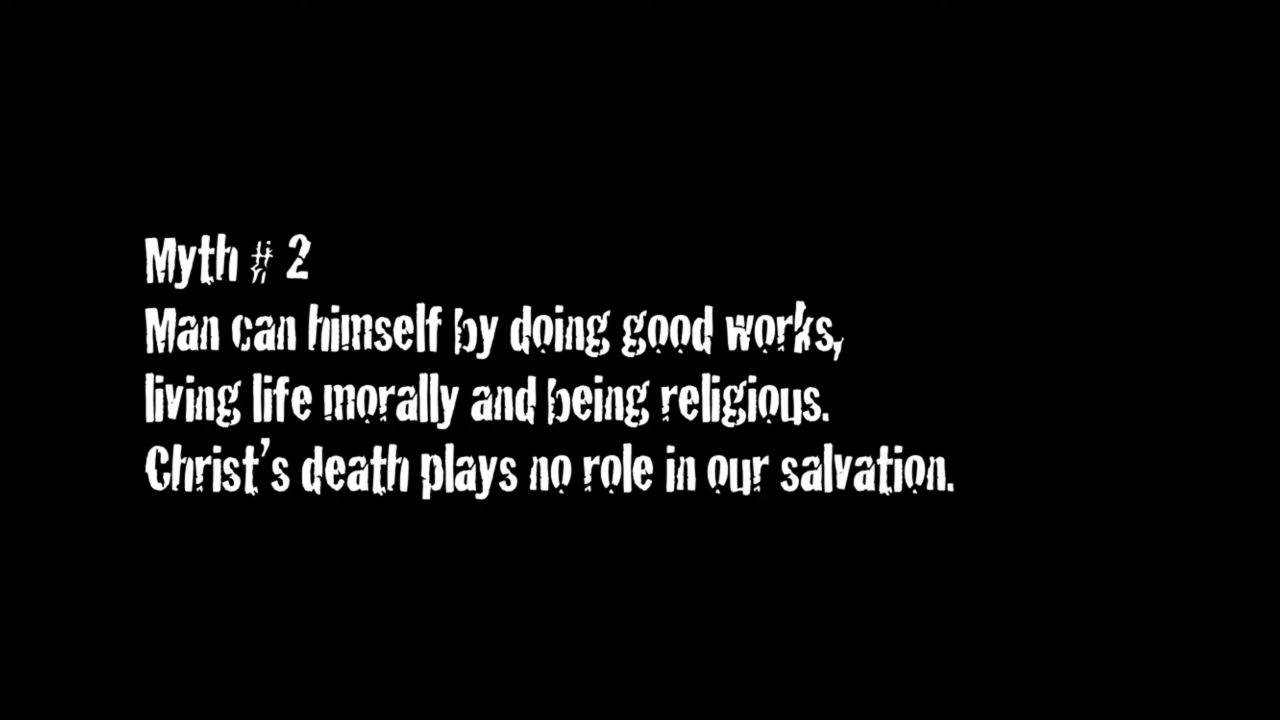 Myth # 2
Man can himself by doing good works,
living life morally and being religious.
Christ's death plays no role in our salvation.